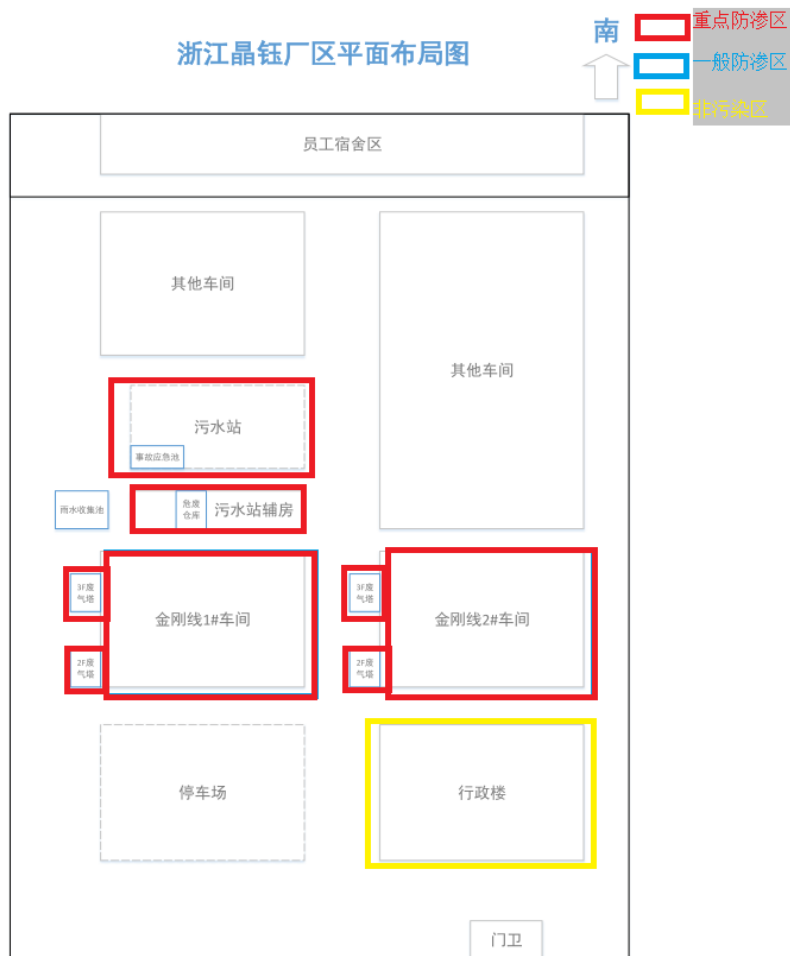 浙江晶钰厂区平面布局图
南
重点防渗区
一般防渗区
非污染区
员工宿舍区
其他车间
其他车间
污水站
事故应急池
雨水收集池
危废
仓库
污水站辅房
3F废
气塔
金刚线1#车间
3F废
气塔
金刚线2#车间
2F废
气塔
2F废
气塔
停车场
行政楼
门卫